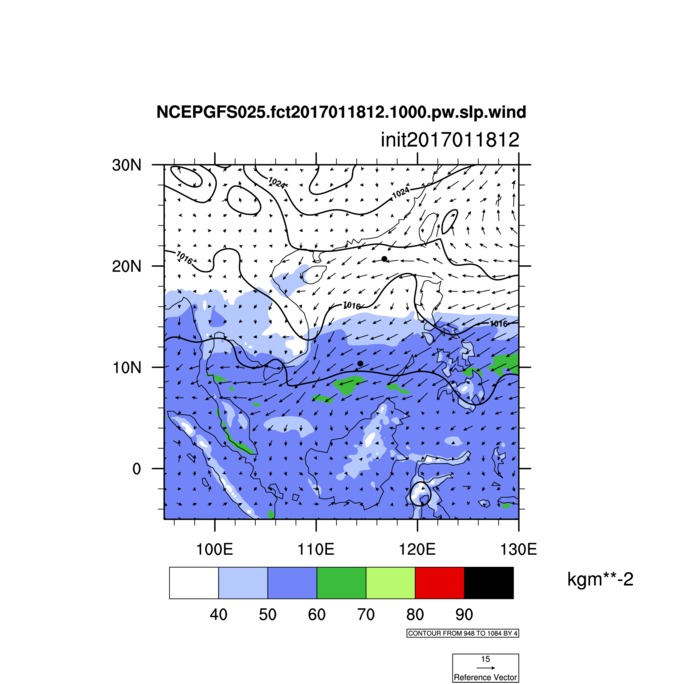 NCEPGFS025.fct2017011812.1000.pw.slp.wind
init2017011812
30N
1024
1024
20N
1016
1016
1016
10N
0
100E 110E 120E 130E
kgm**-2
40 50 60 70 80 90
CONTOUR FROM 948 TO 1084 BY 4
15
Reference Vector